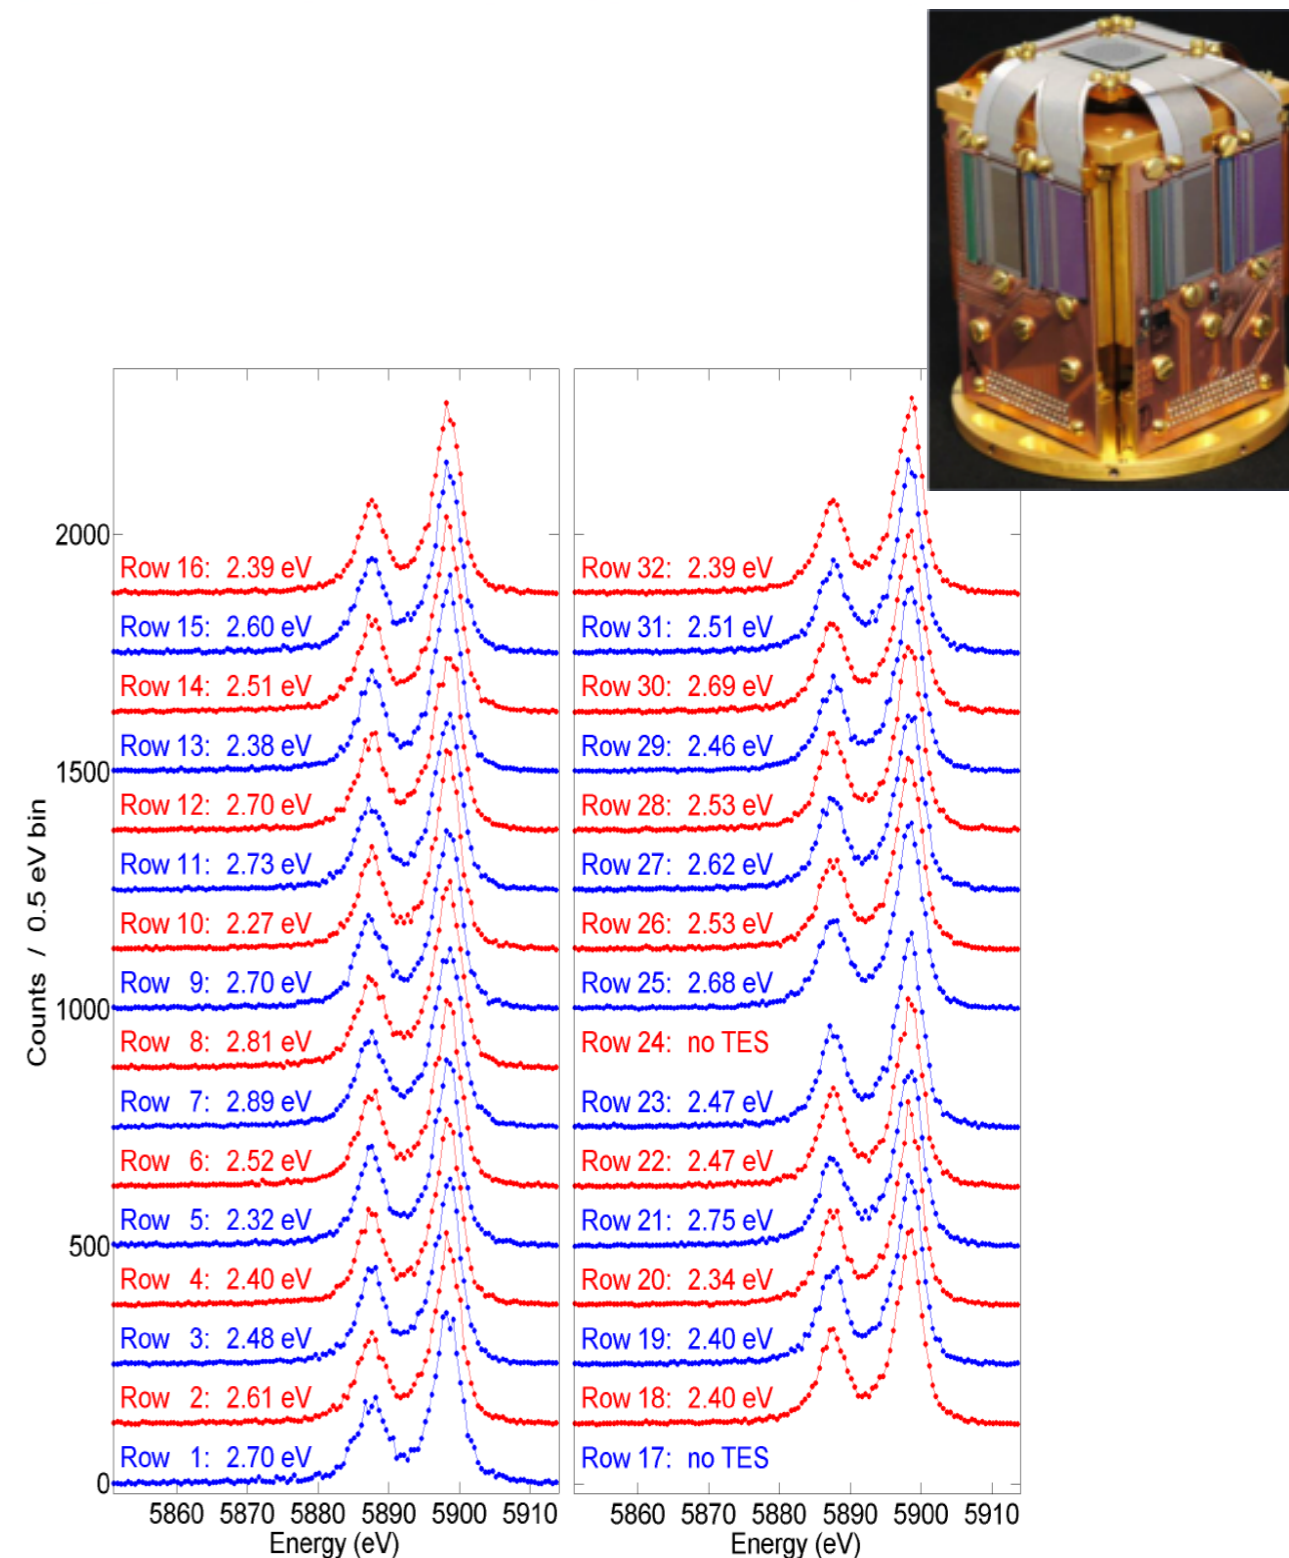 2000
1500
1000
500
0
Counts / 0.5 eV bin
Row 16: 2.39 eV
Row 15: 2.60 eV
Row 14: 2.51 eV
Row 13: 2.38 eV
Row 12: 2.70 eV
Row 11: 2.73 eV
Row 10: 2.27 eV
Row 9: 2.70 eV
Row 8: 2.81 eV
Row 7: 2.89 eV
Row 6: 2.52 eV
Row 5: 2.32 eV
Row 4: 2.40 eV
Row 3: 2.48 eV
Row 2: 2.61 eV
Row 1: 2.70 eV
5860 5870 5880 5890 5900 5910
Energy (eV)
Row 32: 2.39 eV
Row 31: 2.51 eV
Row 30: 2.69 eV
Row 29: 2.46 eV
Row 28: 2.53 eV
Row 27: 2.62 eV
Row 26: 2.53 eV
Row 25: 2.68 eV
Row 24: no TES
Row 23: 2.47 eV
Row 22: 2.47 eV
Row 21: 2.75 eV
Row 20: 2.34 eV
Row 19: 2.40 eV
Row 18: 2.40 eV
Row 17: no TES
5860 5870 5880 5890 5900 5910
Energy (eV)